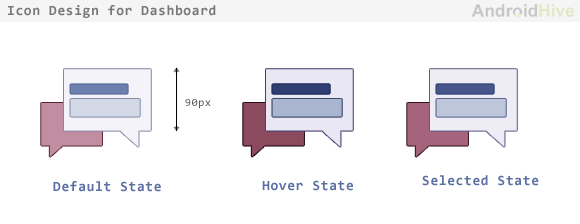 Icon Design for Dashboard
AndroidHive
90px
Default State
Hover State
Selected State